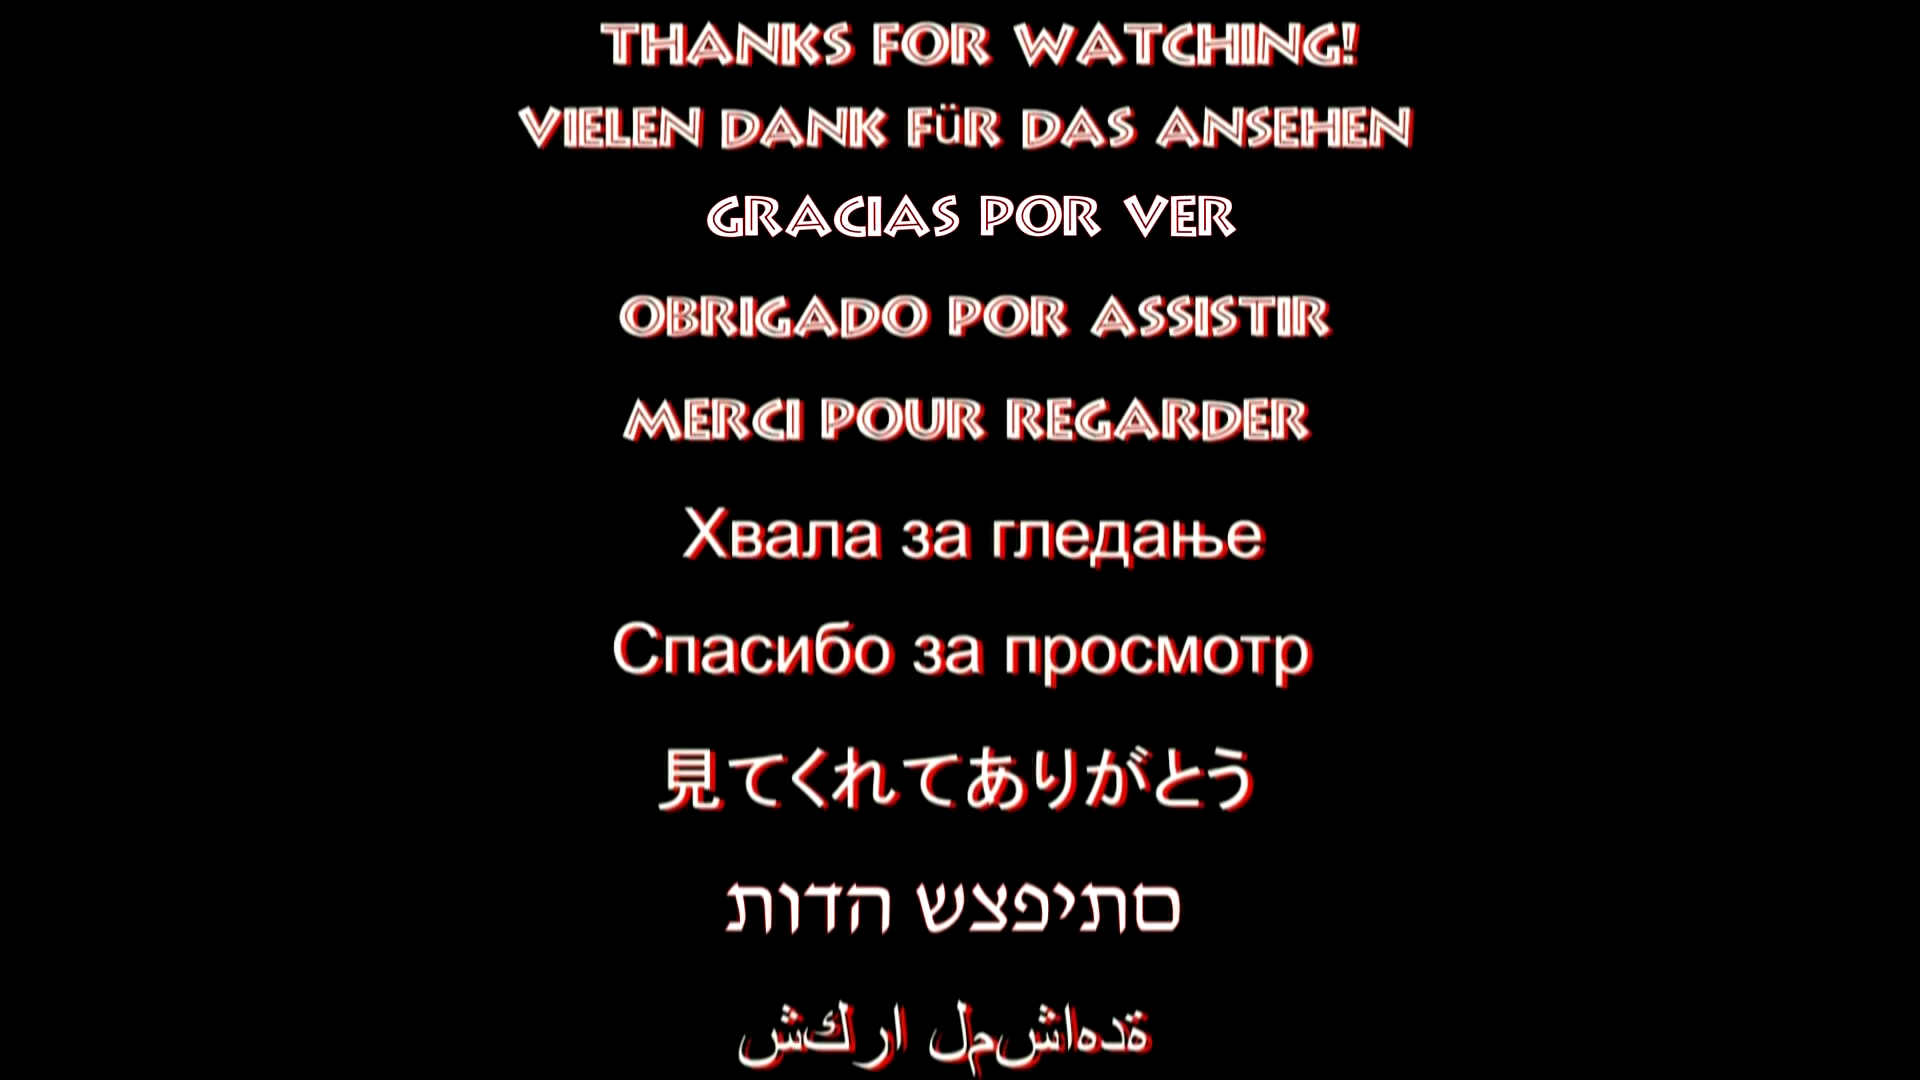 THANKS FOR WATCHING!
VIELEN DANK FüR DAS ANSEHEN
GRACIAS POR VER
OBRIGADO POR ASSISTIR
MERCI POUR REGARDER
Хвала за гледање
Спасибо за просмотр
見てくれてありがとう
םתיפצש הדות
ةدهاشمل اركش